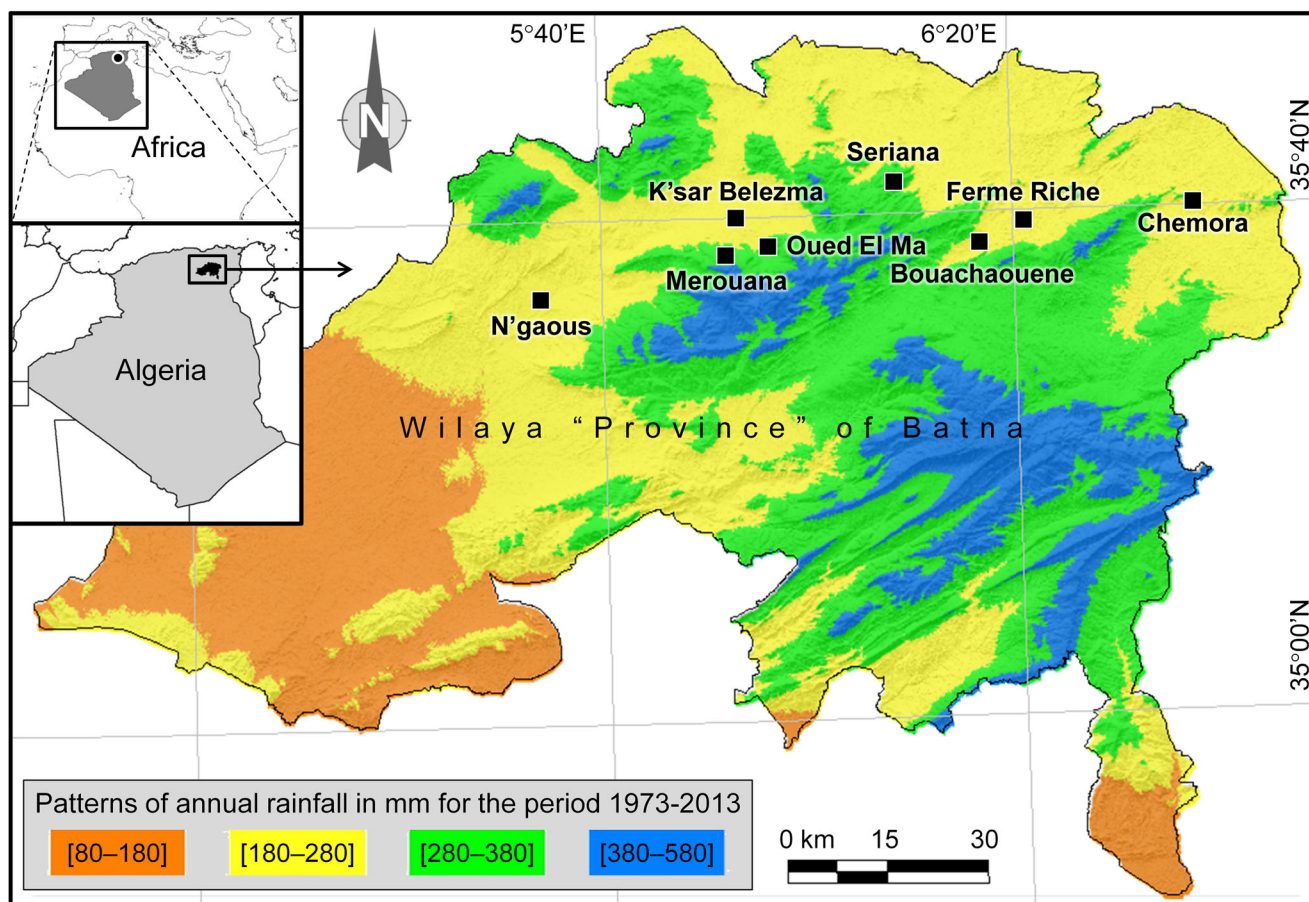 Africa
Algeria
N
5°40'E
6°20'E
35°40'N
35°00'N
Seriana
K'sar Belezma
Ferme Riche
Chemora
Oued El Ma
Merouana
Bouachaouene
N'gaous
Wilaya “Province” of Batna
Patterns of annual rainfall in mm for the period 1973-2013
[80–180]
[180–280]
[280–380]
[380–580]
0 km 15 30